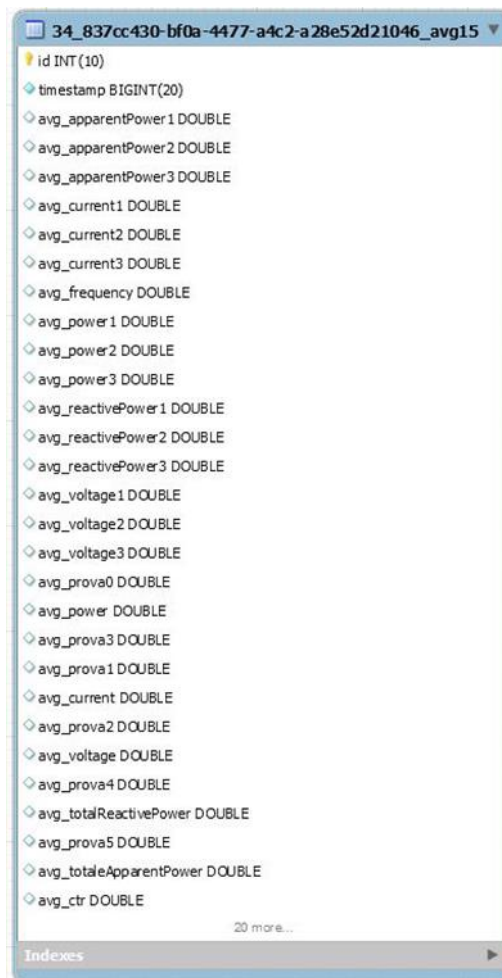 34_837cc430-bf0a-4477-a4c2-a28e52d21046_avg15
id INT(10)
timestamp BIGINT(20)
avg_apparentPower1 DOUBLE
avg_apparentPower2 DOUBLE
avg_apparentPower3 DOUBLE
avg_current1 DOUBLE
avg_current2 DOUBLE
avg_current3 DOUBLE
avg_frequency DOUBLE
avg_power1 DOUBLE
avg_power2 DOUBLE
avg_power3 DOUBLE
avg_reactivePower1 DOUBLE
avg_reactivePower2 DOUBLE
avg_reactivePower3 DOUBLE
avg_voltage1 DOUBLE
avg_voltage2 DOUBLE
avg_voltage3 DOUBLE
avg_prova0 DOUBLE
avg_power DOUBLE
avg_prova3 DOUBLE
avg_prova1 DOUBLE
avg_current DOUBLE
avg_prova2 DOUBLE
avg_voltage DOUBLE
avg_prova4 DOUBLE
avg_totalReactivePower DOUBLE
avg_prova5 DOUBLE
avg_totaleApparentPower DOUBLE
avg_ctr DOUBLE
20 more...
Indexes